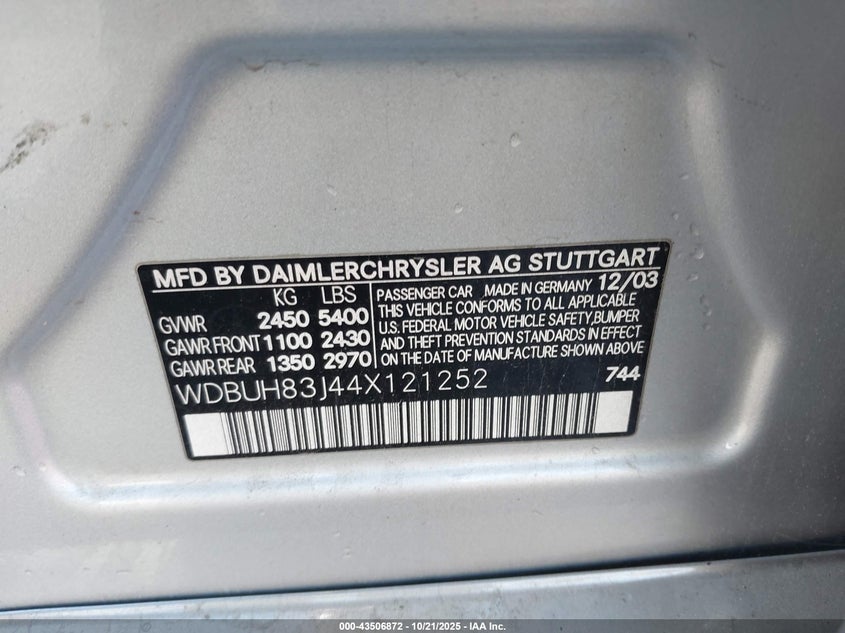 MFD BY DAIMLERCHRYSLER AG STUTTGART
KG LBS
GVWR 2450 5400
GAWR FRONT 1100 2430
GAWR REAR 1350 2970
PASSENGER CAR MADE IN GERMANY 12/03
THIS VEHICLE CONFORMS TO ALL APPLICABLE
U.S. FEDERAL MOTOR VEHICLE SAFETY,BUMPER
AND THEFT PREVENTION STANDARDS IN EFFECT
ON THE DATE OF MANUFACTURE SHOWN ABOVE
WDBUH83J44X121252 744
000-43506872 - 10/21/2025 - IAA Inc.